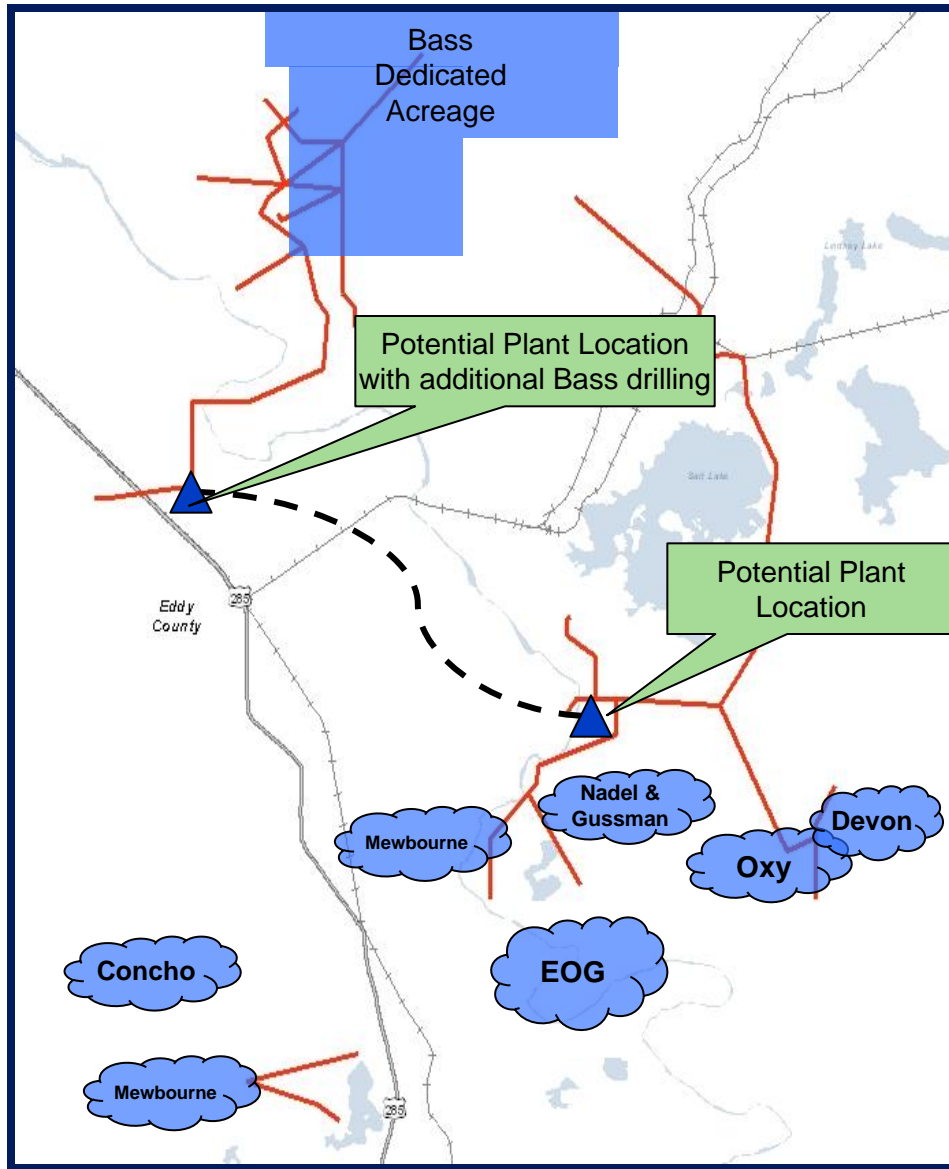 Bass
Dedicated
Acreage
Lindsey Lake
Potential Plant Location
with additional Bass drilling
Salt Lake
Potential Plant
Location
285
Eddy
County
Nadel &
Gussman
Devon
Mewbourne
Oxy
Concho
EOG
Mewbourne
285